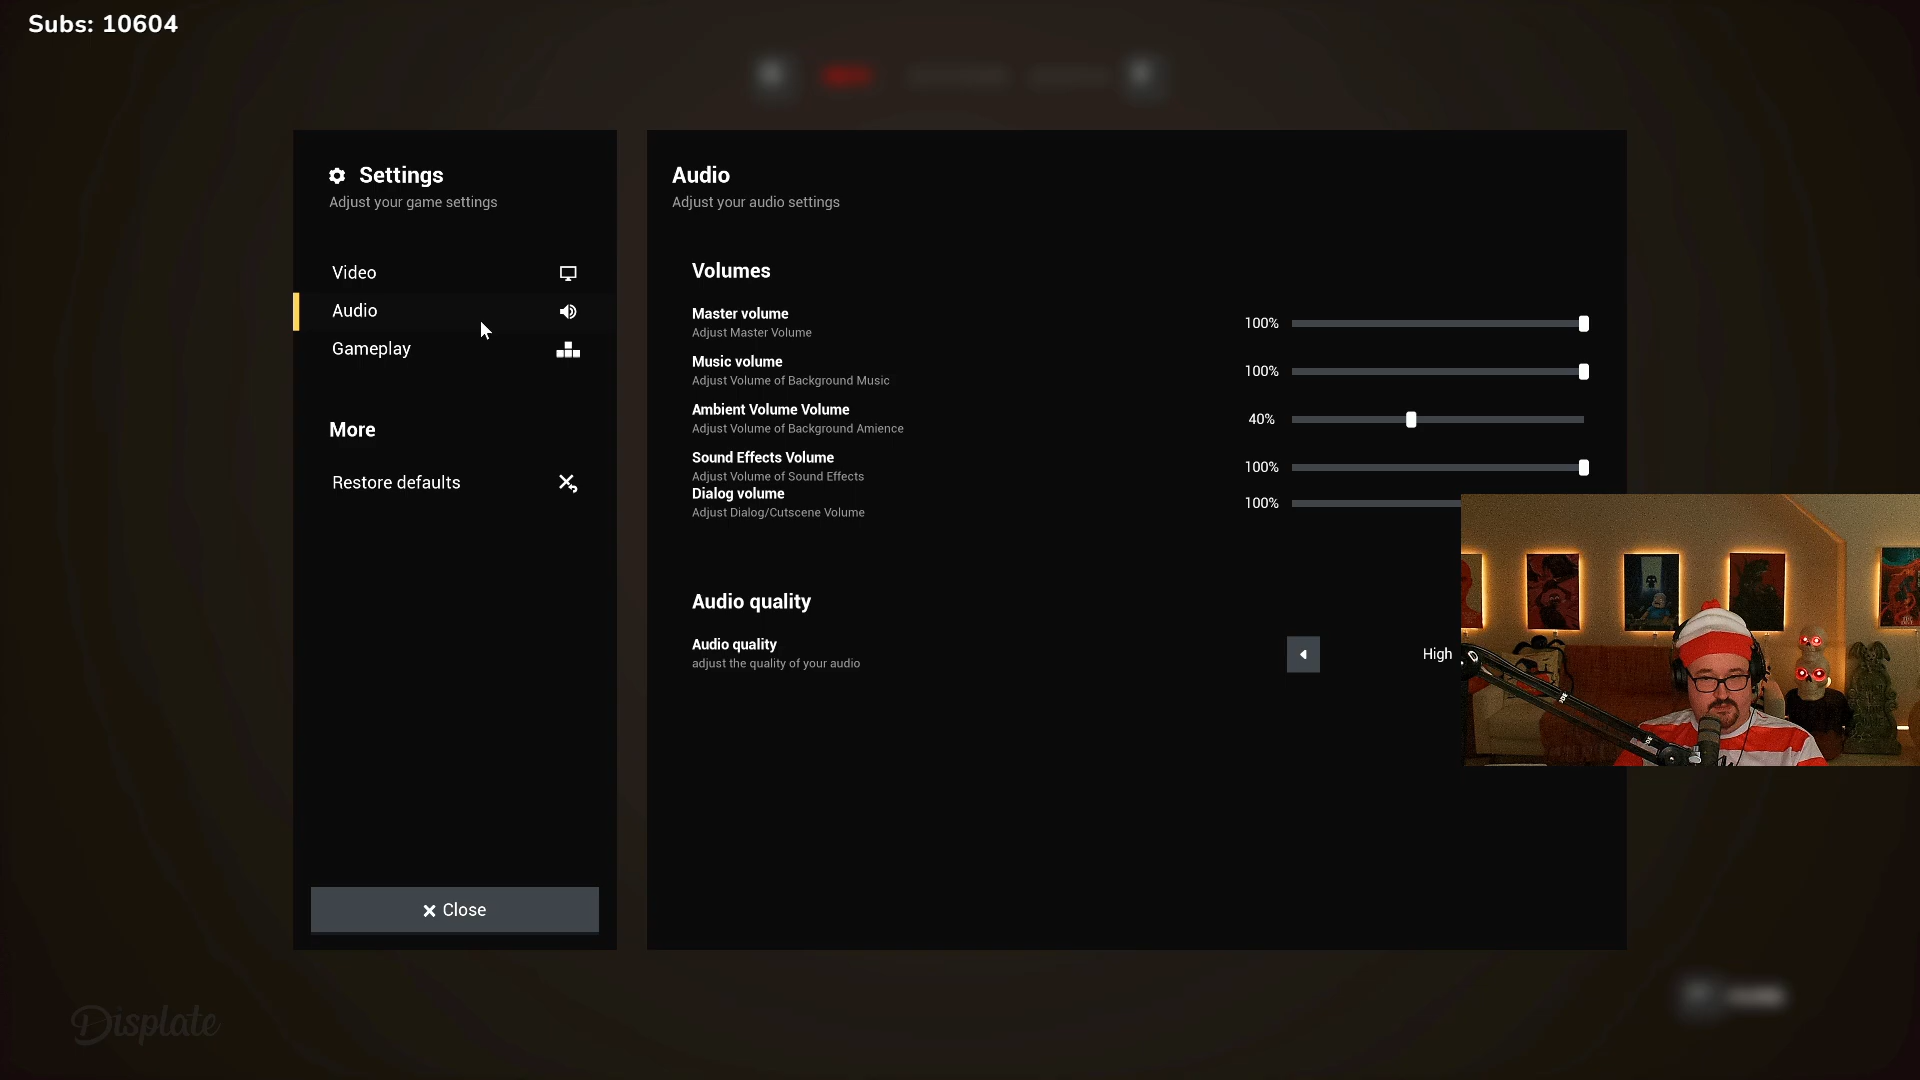 Subs: 10604
Settings
Adjust your game settings
Video
Audio
Gameplay
More
Restore defaults
Close
Audio
Adjust your audio settings
Volumes
Master volume
Adjust Master Volume
100%
Music volume
Adjust Volume of Background Music
100%
Ambient Volume Volume
Adjust Volume of Background Amience
40%
Sound Effects Volume
Adjust Volume of Sound Effects
100%
Dialog volume
Adjust Dialog/Cutscene Volume
100%
Audio quality
Audio quality
adjust the quality of your audio
High
Displate